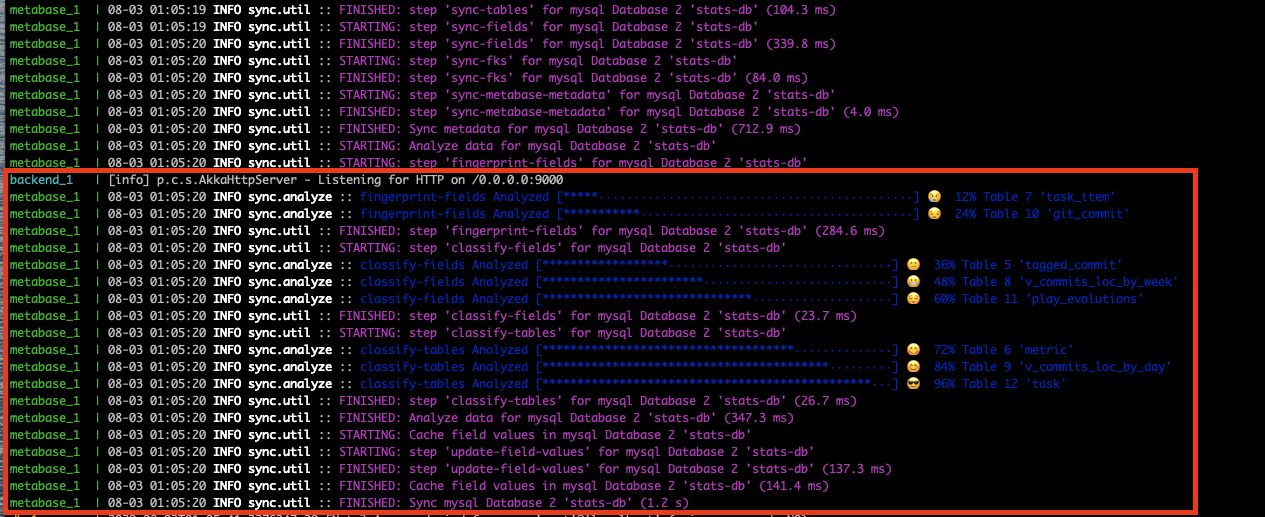 metabase_1 | 08-03 01:05:19 INFO sync.util :: FINISHED: step 'sync-tables' for mysql Database 2 'stats-db' (104.3 ms)
metabase_1 | 08-03 01:05:19 INFO sync.util :: STARTING: step 'sync-fields' for mysql Database 2 'stats-db'
metabase_1 | 08-03 01:05:20 INFO sync.util :: FINISHED: step 'sync-fields' for mysql Database 2 'stats-db' (339.8 ms)
metabase_1 | 08-03 01:05:20 INFO sync.util :: STARTING: step 'sync-fks' for mysql Database 2 'stats-db'
metabase_1 | 08-03 01:05:20 INFO sync.util :: FINISHED: step 'sync-fks' for mysql Database 2 'stats-db' (84.0 ms)
metabase_1 | 08-03 01:05:20 INFO sync.util :: STARTING: step 'sync-metabase-metadata' for mysql Database 2 'stats-db'
metabase_1 | 08-03 01:05:20 INFO sync.util :: FINISHED: step 'sync-metabase-metadata' for mysql Database 2 'stats-db' (4.0 ms)
metabase_1 | 08-03 01:05:20 INFO sync.util :: FINISHED: Sync metadata for mysql Database 2 'stats-db' (712.9 ms)
metabase_1 | 08-03 01:05:20 INFO sync.util :: STARTING: Analyze data for mysql Database 2 'stats-db'
metabase_1 | 08-03 01:05:20 INFO sync.util :: STARTING: step 'fingerprint-fields' for mysql Database 2 'stats-db'
backend_1 | [info] p.c.s.AkkaHttpServer - Listening for HTTP on /0.0.0.0:9000
metabase_1 | 08-03 01:05:20 INFO sync.analyze :: fingerprint-fields Analyzed [*****·············································] 😢 12% Table 7 'task_item'
metabase_1 | 08-03 01:05:20 INFO sync.analyze :: fingerprint-fields Analyzed [***********·······································] 😒 24% Table 10 'git_commit'
metabase_1 | 08-03 01:05:20 INFO sync.util :: FINISHED: step 'fingerprint-fields' for mysql Database 2 'stats-db' (284.6 ms)
metabase_1 | 08-03 01:05:20 INFO sync.util :: STARTING: step 'classify-fields' for mysql Database 2 'stats-db'
metabase_1 | 08-03 01:05:20 INFO sync.analyze :: classify-fields Analyzed [******************································] 😕 36% Table 5 'tagged_commit'
metabase_1 | 08-03 01:05:20 INFO sync.analyze :: classify-fields Analyzed [***********************···························] 😬 48% Table 8 'v_commits_loc_by_week'
metabase_1 | 08-03 01:05:20 INFO sync.analyze :: classify-fields Analyzed [******************************····················] 😌 60% Table 11 'play_evolutions'
metabase_1 | 08-03 01:05:20 INFO sync.util :: FINISHED: step 'classify-fields' for mysql Database 2 'stats-db' (23.7 ms)
metabase_1 | 08-03 01:05:20 INFO sync.util :: STARTING: step 'classify-tables' for mysql Database 2 'stats-db'
metabase_1 | 08-03 01:05:20 INFO sync.analyze :: classify-tables Analyzed [************************************··············] 😋 72% Table 6 'metric'
metabase_1 | 08-03 01:05:20 INFO sync.analyze :: classify-tables Analyzed [*****************************************·········] 😊 84% Table 9 'v_commits_loc_by_day'
metabase_1 | 08-03 01:05:20 INFO sync.analyze :: classify-tables Analyzed [***********************************************···] 😎 96% Table 12 'task'
metabase_1 | 08-03 01:05:20 INFO sync.util :: FINISHED: step 'classify-tables' for mysql Database 2 'stats-db' (26.7 ms)
metabase_1 | 08-03 01:05:20 INFO sync.util :: FINISHED: Analyze data for mysql Database 2 'stats-db' (347.3 ms)
metabase_1 | 08-03 01:05:20 INFO sync.util :: STARTING: Cache field values in mysql Database 2 'stats-db'
metabase_1 | 08-03 01:05:20 INFO sync.util :: STARTING: step 'update-field-values' for mysql Database 2 'stats-db'
metabase_1 | 08-03 01:05:20 INFO sync.util :: FINISHED: step 'update-field-values' for mysql Database 2 'stats-db' (137.3 ms)
metabase_1 | 08-03 01:05:20 INFO sync.util :: FINISHED: Cache field values in mysql Database 2 'stats-db' (141.4 ms)
metabase_1 | 08-03 01:05:20 INFO sync.util :: FINISHED: Sync mysql Database 2 'stats-db' (1.2 s)